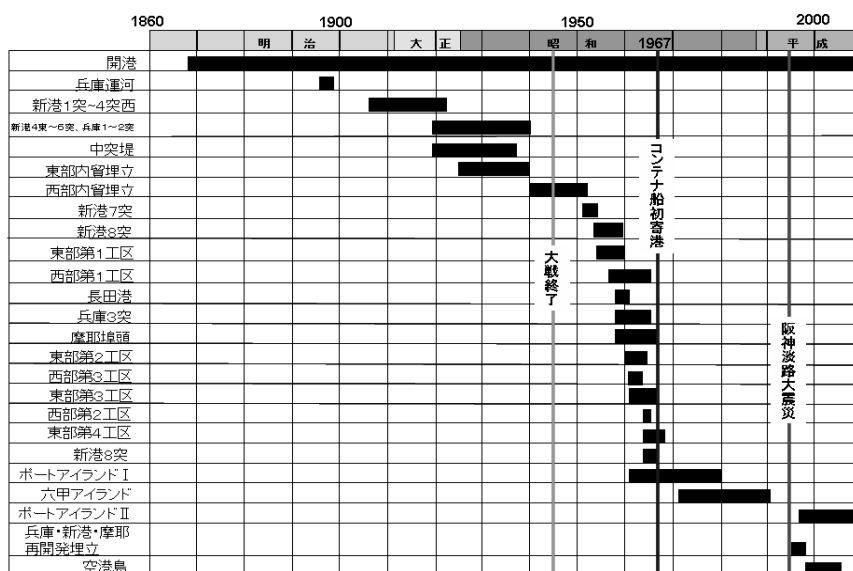 1860 1900 1950 2000
明 治 大 正 昭 和 1967 平 成
開港
兵庫運河
新港1突~4突西
新港4東~6突、兵庫1~2突
中突堤
東部内留埋立
西部内留埋立
新港7突
新港8突
東部第1工区
西部第1工区
長田港
兵庫3突
摩耶埠頭
東部第2工区
西部第3工区
東部第3工区
西部第2工区
東部第4工区
新港8突
ポートアイランドⅠ
六甲アイランド
ポートアイランドⅡ
兵庫・新港・摩耶
再開発埋立
空港島
大戦終了
コンテナ船初寄港
阪神淡路大震災